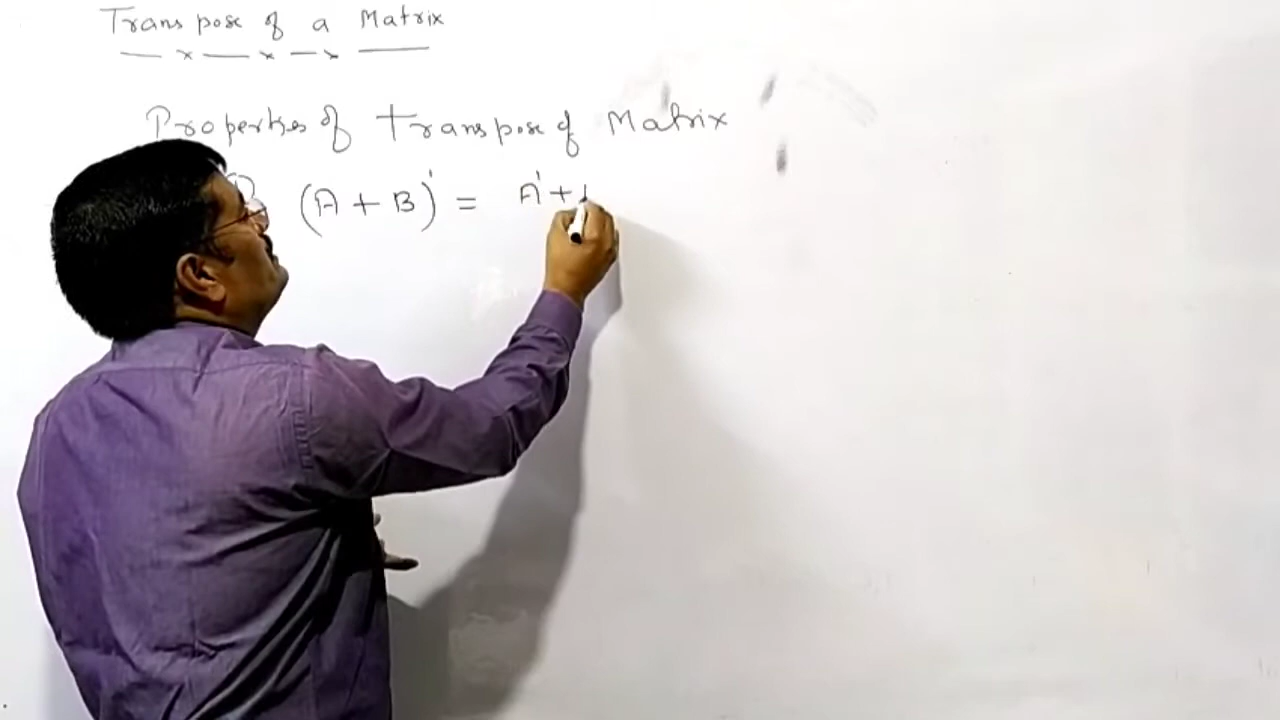 Transpose of a Matrix
Properties of Transpose of Matrix
(A + B)' = A' +